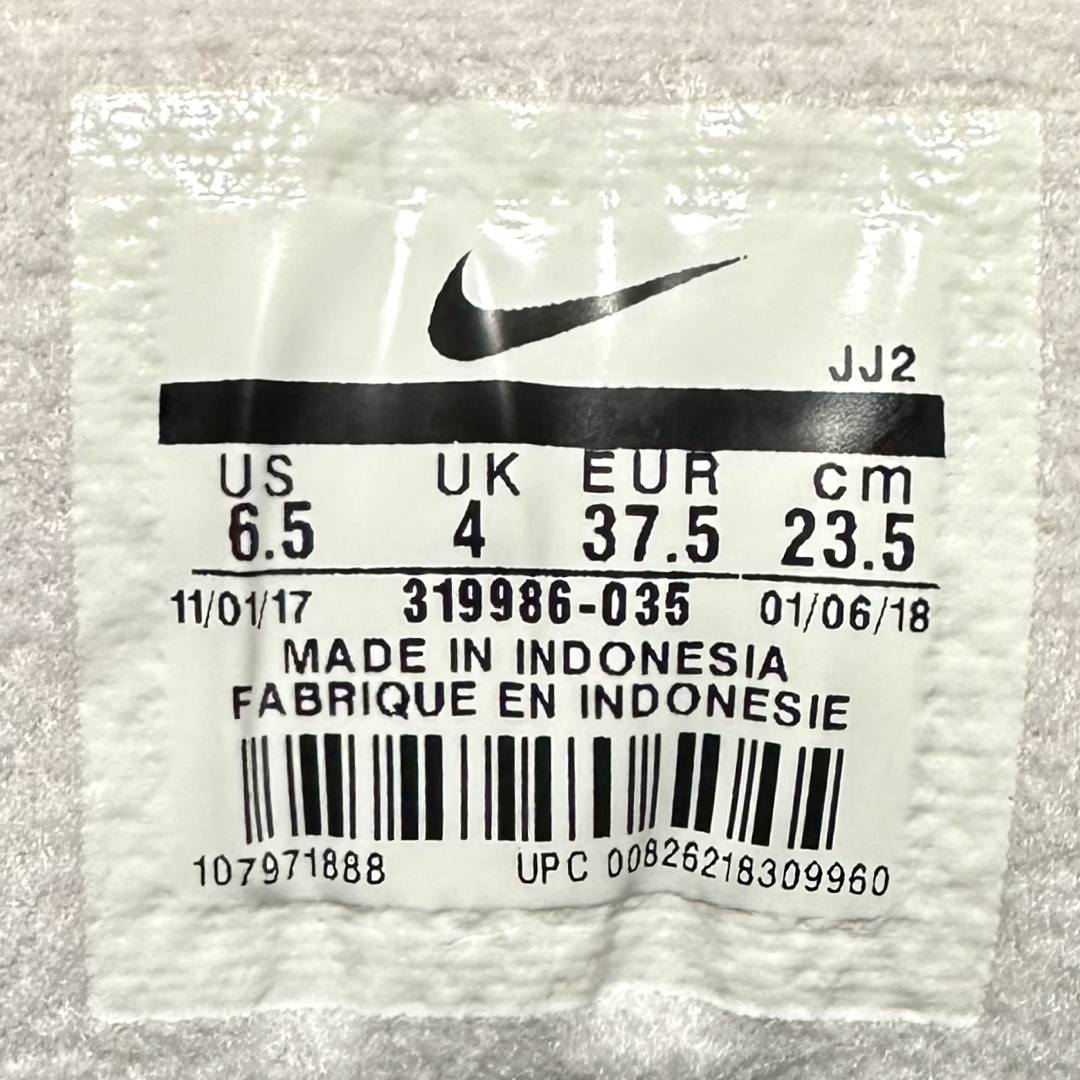 JJ2
US UK EUR cm
6.5 4 37.5 23.5
11/01/17 319986-035 01/06/18
MADE IN INDONESIA
FABRIQUE EN INDONESIE
107971888 UPC 00826218309960